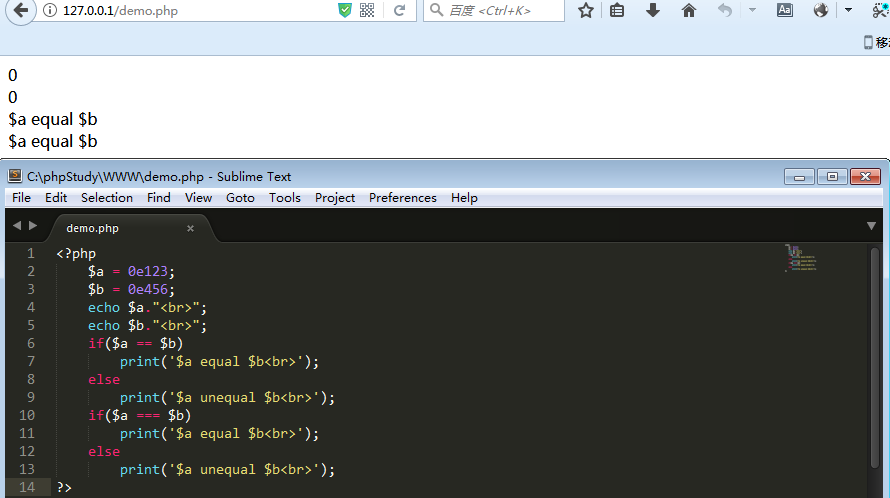 127.0.0.1/demo.php
百度 <Ctrl+K>
Aa
0
0
$a equal $b
$a equal $b
C:\phpStudy\WWW\demo.php - Sublime Text
File Edit Selection Find View Goto Tools Project Preferences Help
demo.php
1 <?php
2 $a = 0e123;
3 $b = 0e456;
4 echo $a."<br>";
5 echo $b."<br>";
6 if($a == $b)
7 print('$a equal $b<br>');
8 else
9 print('$a unequal $b<br>');
10 if($a === $b)
11 print('$a equal $b<br>');
12 else
13 print('$a unequal $b<br>');
14 ?>